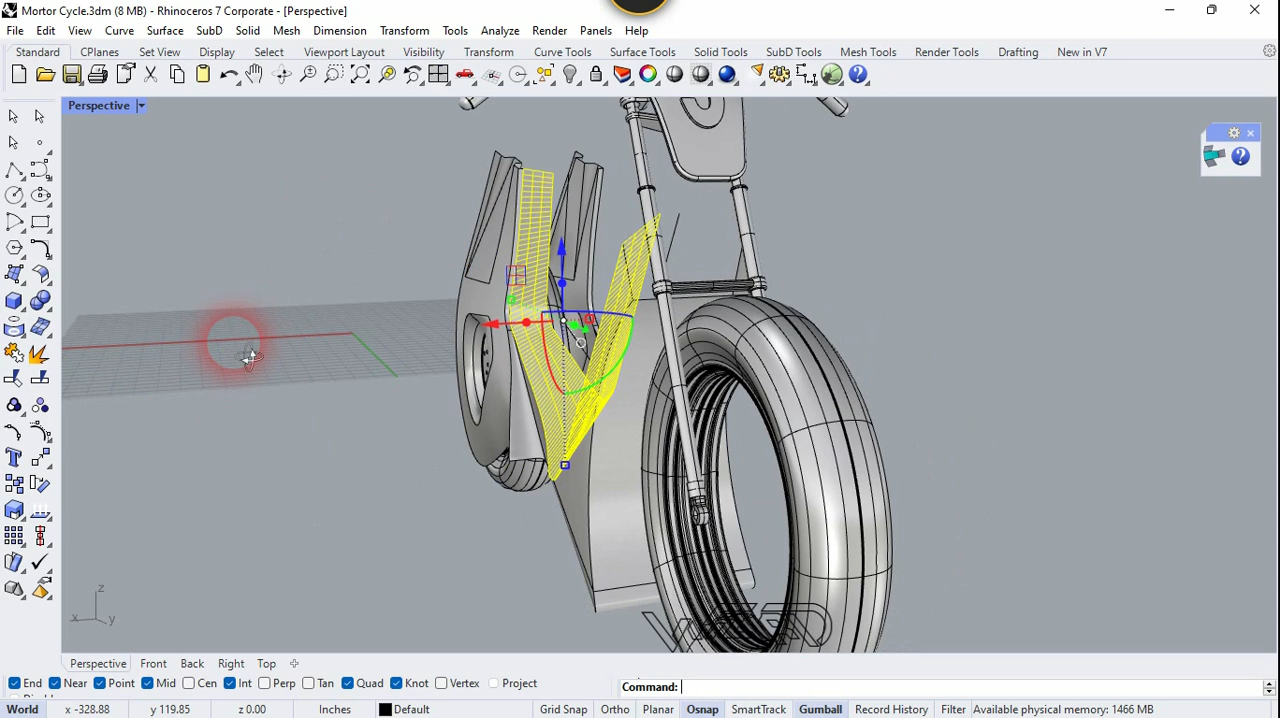 Mortor Cycle.3dm (8 MB) - Rhinoceros 7 Corporate - [Perspective]
File Edit View Curve Surface SubD Solid Mesh Dimension Transform Tools Analyze Render Panels Help
Standard CPlanes Set View Display Select Viewport Layout Visibility Transform Curve Tools Surface Tools Solid Tools SubD Tools Mesh Tools Render Tools Drafting New in V7
Perspective
z
x y
Perspective Front Back Right Top
End Near Point Mid Cen Int Perp Tan Quad Knot Vertex Project
Command:
World x -328.88 y 119.85 z 0.00 Inches Default Grid Snap Ortho Planar Osnap SmartTrack Gumball Record History Filter Available physical memory: 1466 MB